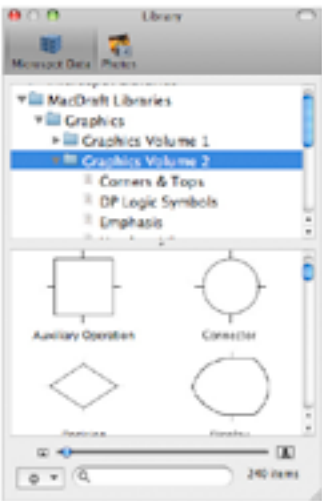 Library
Microspot Data Photos
MacDraft Libraries
Graphics
Graphics Volume 1
Graphics Volume 2
Corners & Tops
DP Logic Symbols
Emphasis
Auxiliary Operation Connector
240 items